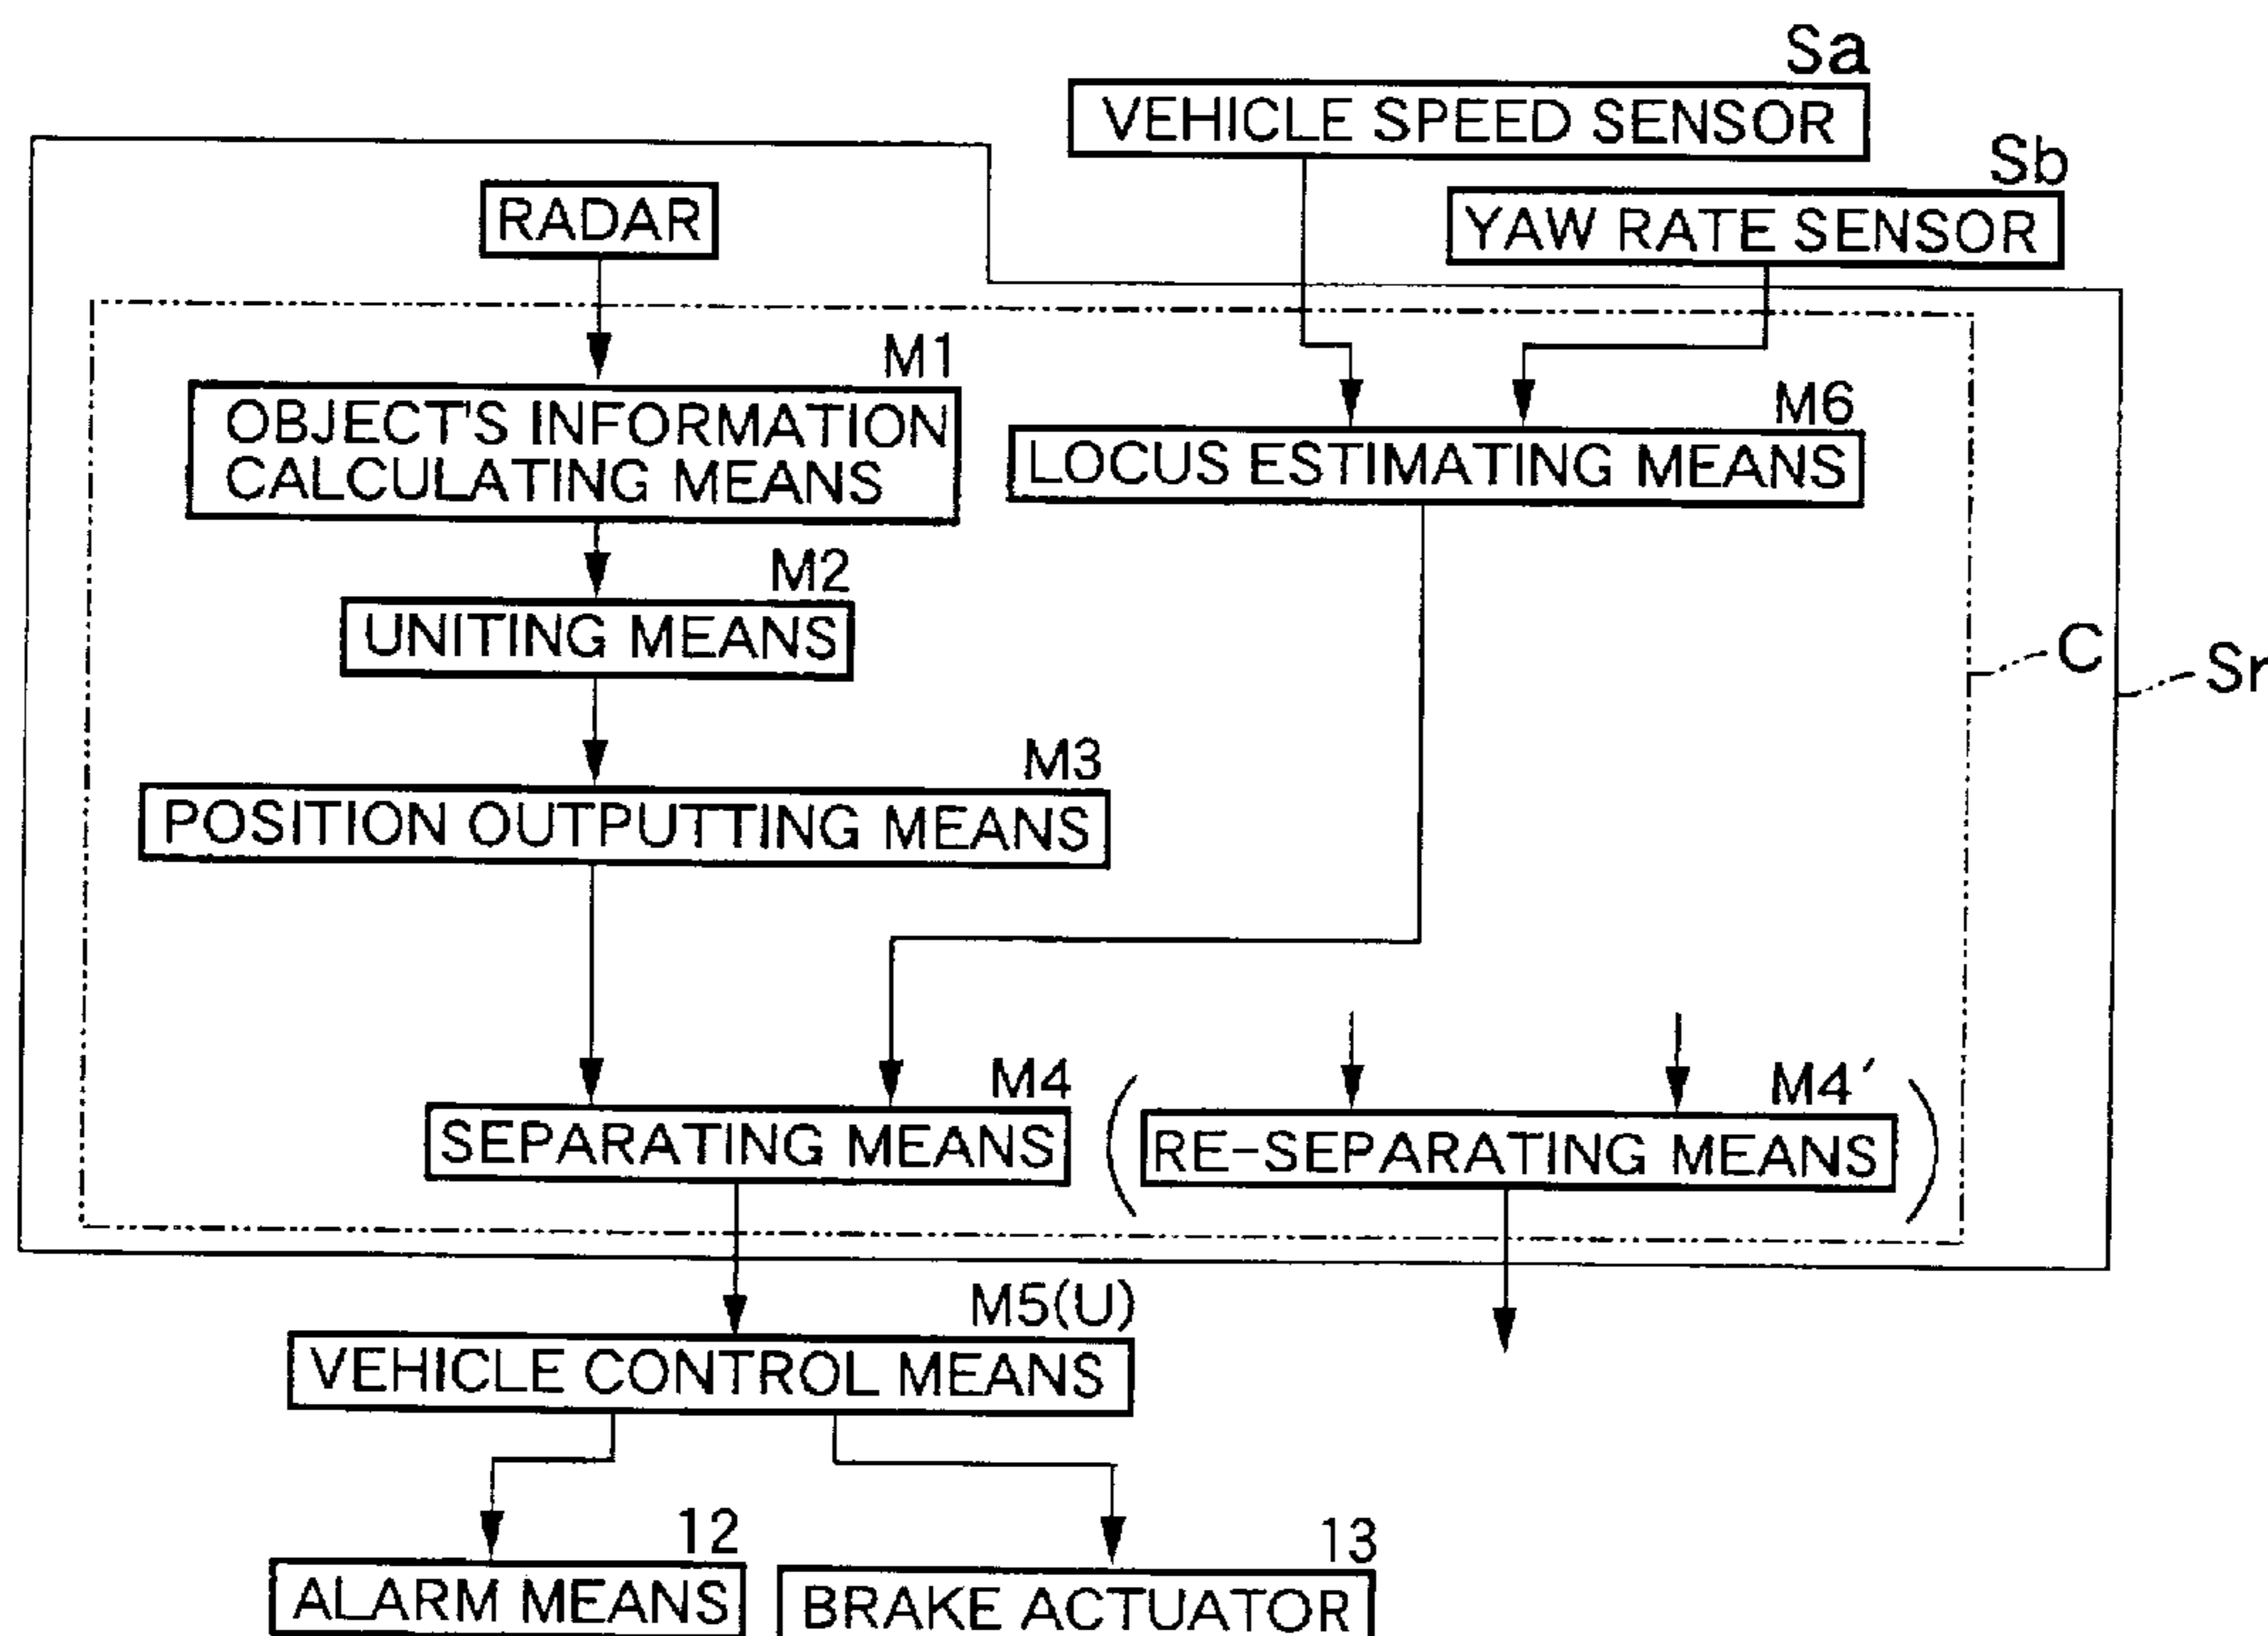 Sa
VEHICLE SPEED SENSOR
Sb
RADAR
YAW RATE SENSOR
M1
OBJECT'S INFORMATION
CALCULATING MEANS
M6
LOCUS ESTIMATING MEANS
M2
UNITING MEANS
C
Sr
M3
POSITION OUTPUTTING MEANS
M4
SEPARATING MEANS
M4'
(RE-SEPARATING MEANS)
M5(U)
VEHICLE CONTROL MEANS
12
ALARM MEANS
13
BRAKE ACTUATOR